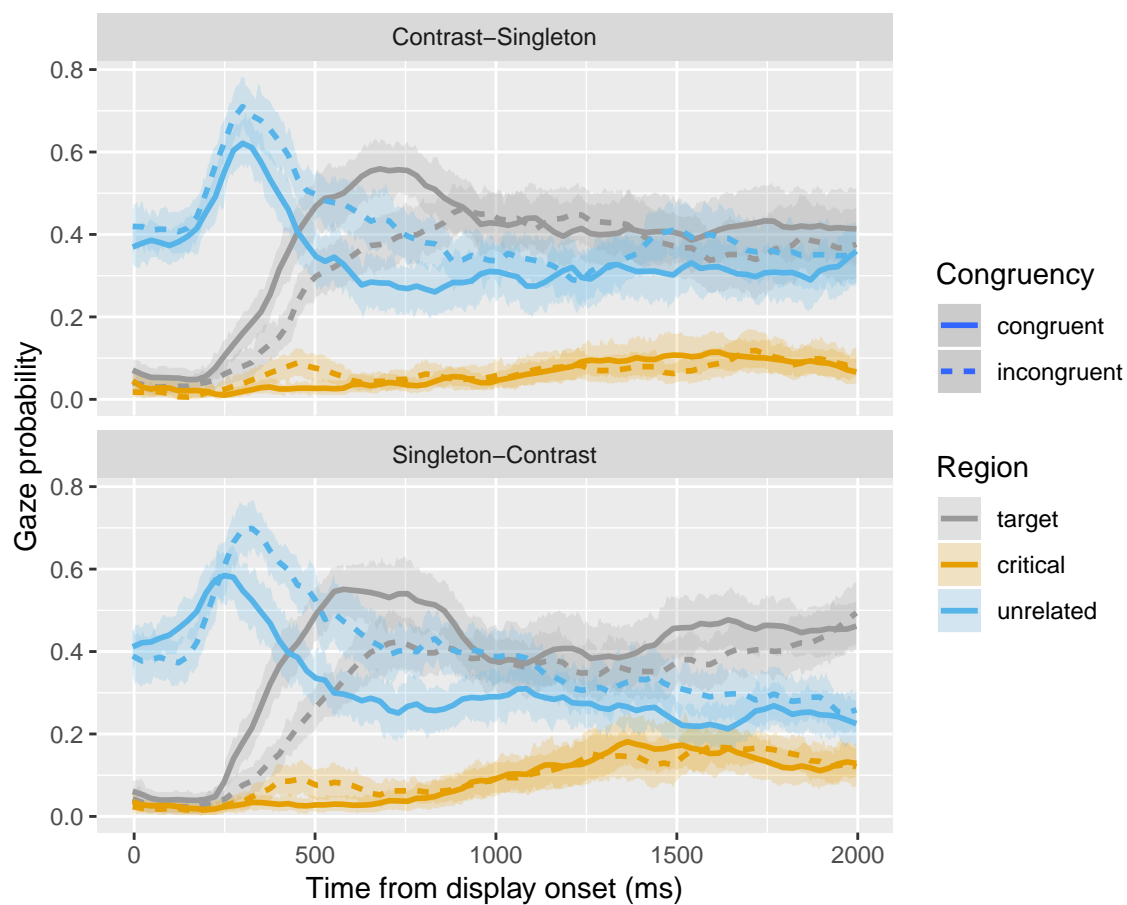 Contrast−Singleton
0.8
0.6
0.4
0.2
0.0
Singleton−Contrast
0.8
0.6
0.4
0.2
0.0
0
500
1000
1500
2000
Time from display onset (ms)
Gaze probability
Congruency
congruent
incongruent
Region
target
critical
unrelated